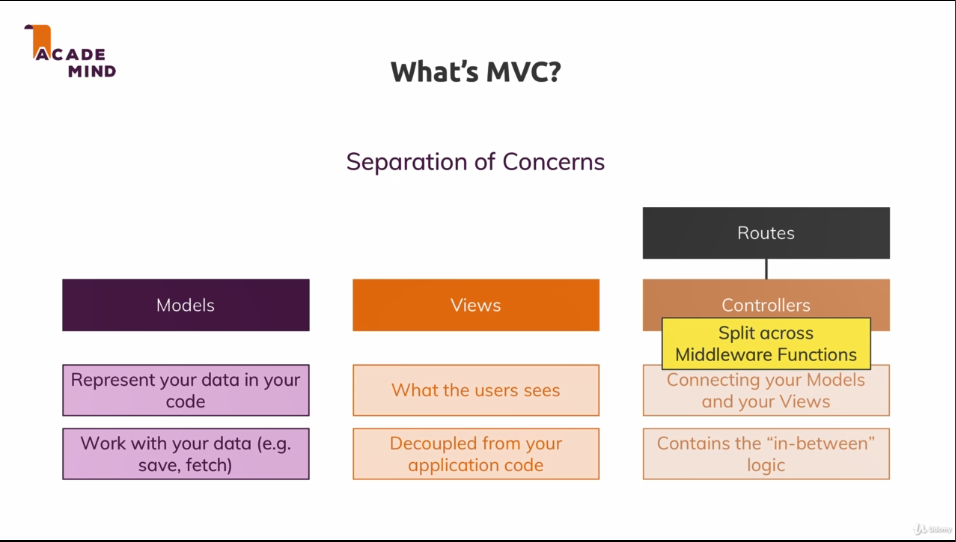 ACADE
MIND
What's MVC?
Separation of Concerns
Routes
Models
Views
Controllers
Split across
Middleware Functions
Represent your data in your
code
What the users sees
Connecting your Models
and your Views
Work with your data (e.g.
save, fetch)
Decoupled from your
application code
Contains the “in-between”
logic
Udemy